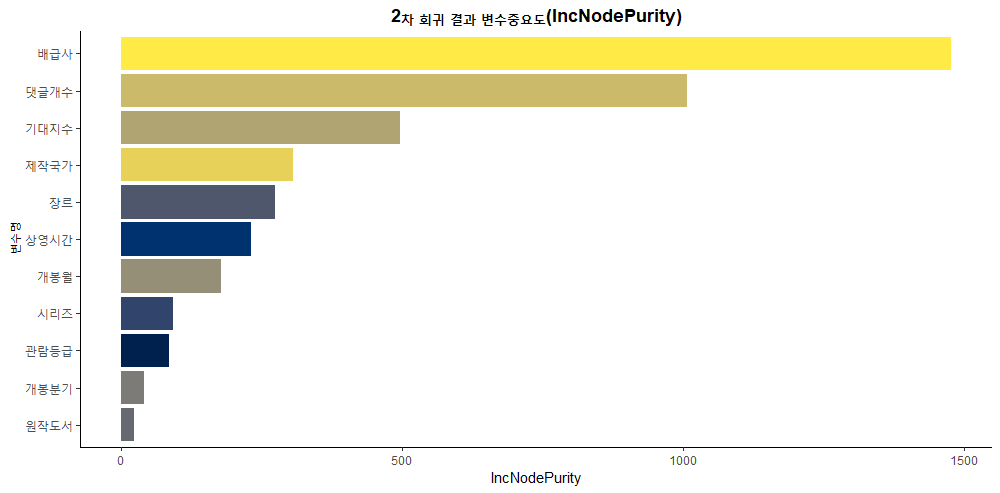 2차 회귀 결과 변수중요도(IncNodePurity)
변수명
배급사
댓글개수
기대지수
제작국가
장르
상영시간
개봉월
시리즈
관람등급
개봉분기
원작도서
0
500
1000
1500
IncNodePurity